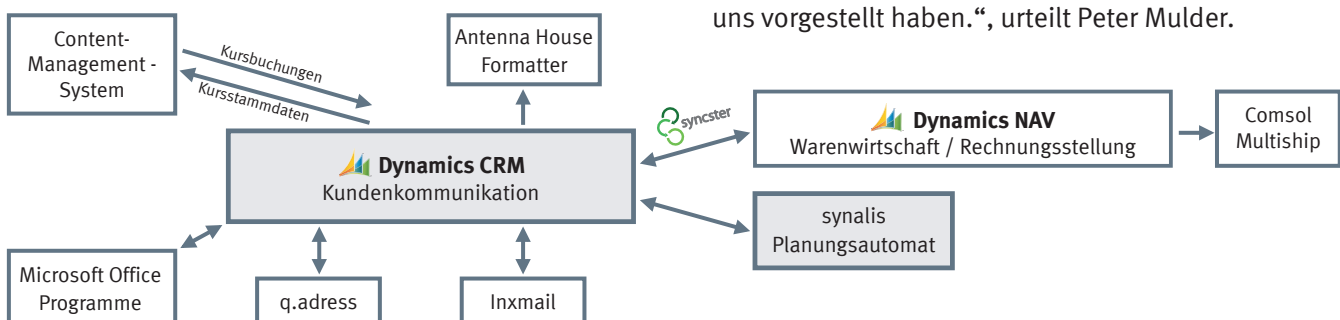 uns vorgestellt haben.“, urteilt Peter Mulder.
Content-
Management -
System
Kursbuchungen
Kursstammdaten
Antenna House
Formatter
syncster
Dynamics NAV
Warenwirtschaft / Rechnungsstellung
Comsol
Multiship
Dynamics CRM
Kundenkommunikation
synalis
Planungsautomat
Microsoft Office
Programme
q.adress
Inxmail